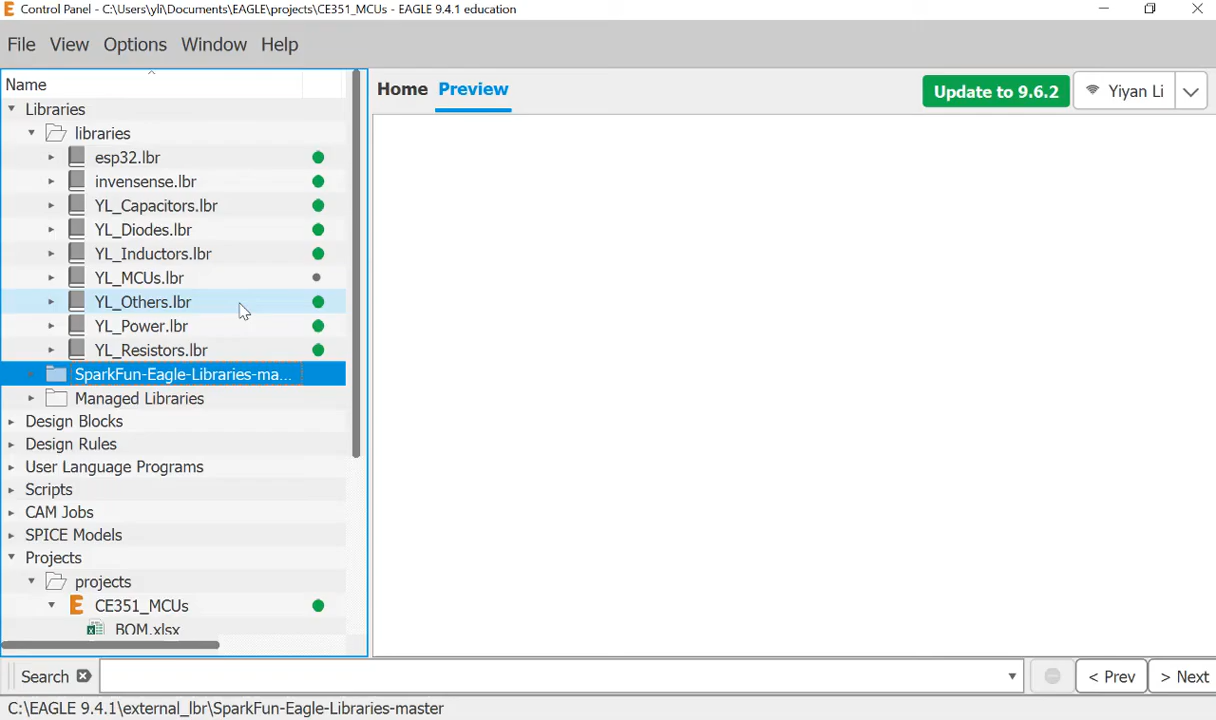 Control Panel - C:\Users\yli\Documents\EAGLE\projects\CE351_MCUs - EAGLE 9.4.1 education
File View Options Window Help
Name
Home Preview
Update to 9.6.2
Yiyan Li
Libraries
libraries
esp32.lbr
invensense.lbr
YL_Capacitors.lbr
YL_Diodes.lbr
YL_Inductors.lbr
YL_MCUs.lbr
YL_Others.lbr
YL_Power.lbr
YL_Resistors.lbr
SparkFun-Eagle-Libraries-ma...
Managed Libraries
Design Blocks
Design Rules
User Language Programs
Scripts
CAM Jobs
SPICE Models
Projects
projects
CE351_MCUs
BOM.xlsx
Search
< Prev
> Next
C:\EAGLE 9.4.1\external_lbr\SparkFun-Eagle-Libraries-master